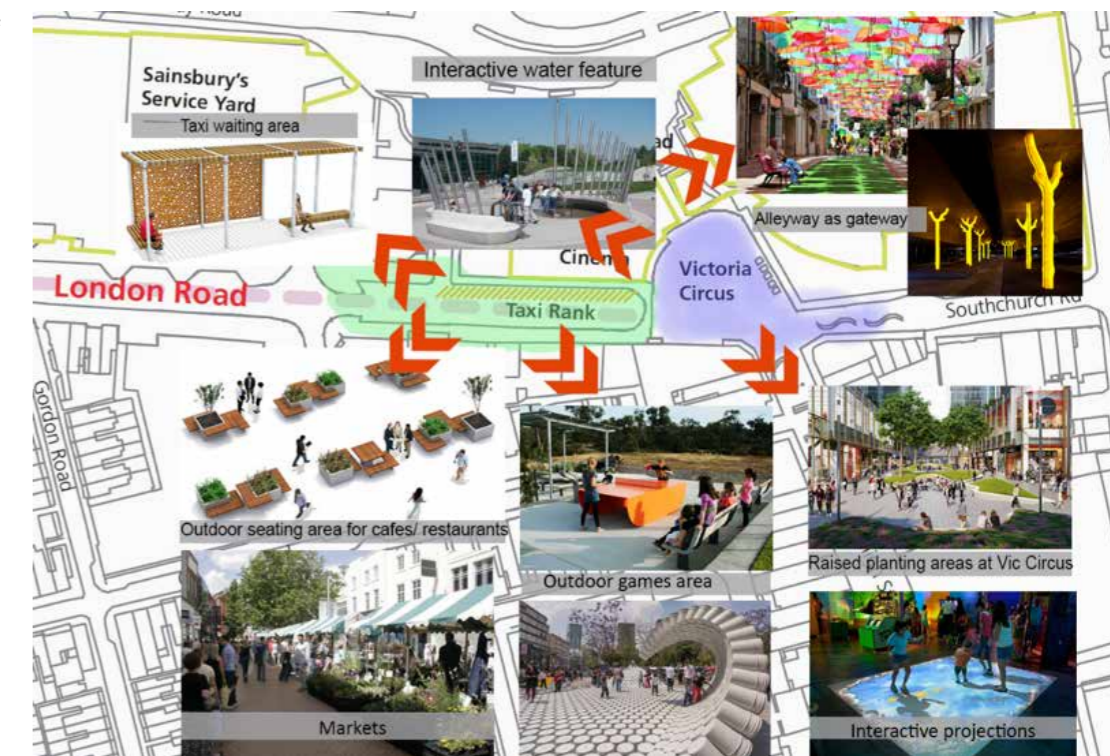 Road
Sainsbury's
Service Yard
Taxi waiting area
Interactive water feature
ad
Alleyway as gateway
Cinema
Victoria
Circus
London Road
Taxi Rank
Southchurch Rd
Gordon Road
Outdoor seating area for cafes/ restaurants
Outdoor games area
Raised planting areas at Vic Circus
Markets
Interactive projections